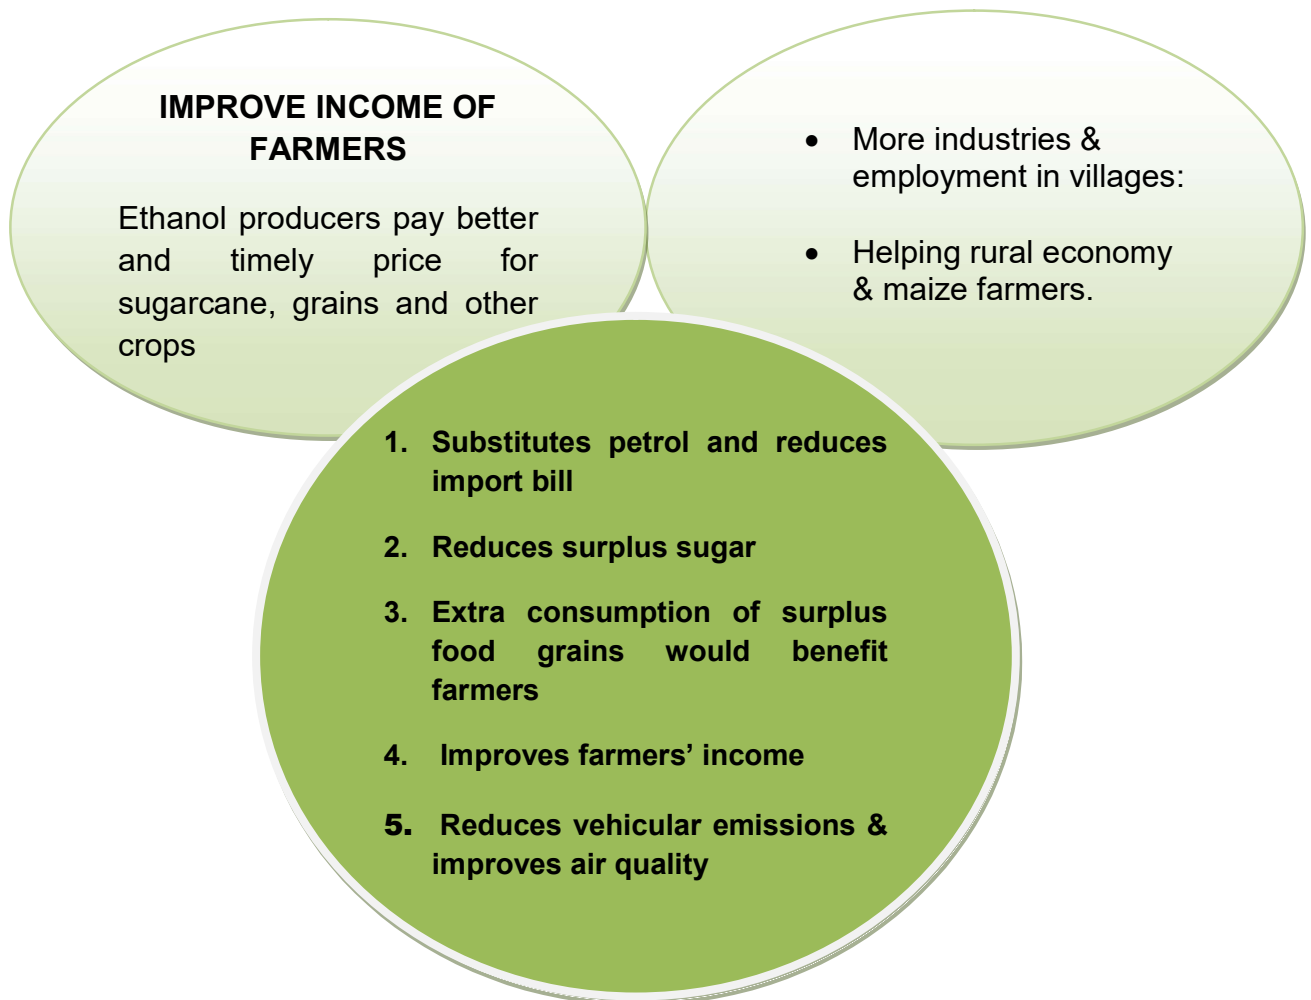 IMPROVE INCOME OF
FARMERS
Ethanol producers pay better
and timely price for
sugarcane, grains and other
crops
• More industries &
employment in villages:
• Helping rural economy
& maize farmers.
1. Substitutes petrol and reduces
import bill
2. Reduces surplus sugar
3. Extra consumption of surplus
food grains would benefit
farmers
4. Improves farmers’ income
5. Reduces vehicular emissions &
improves air quality